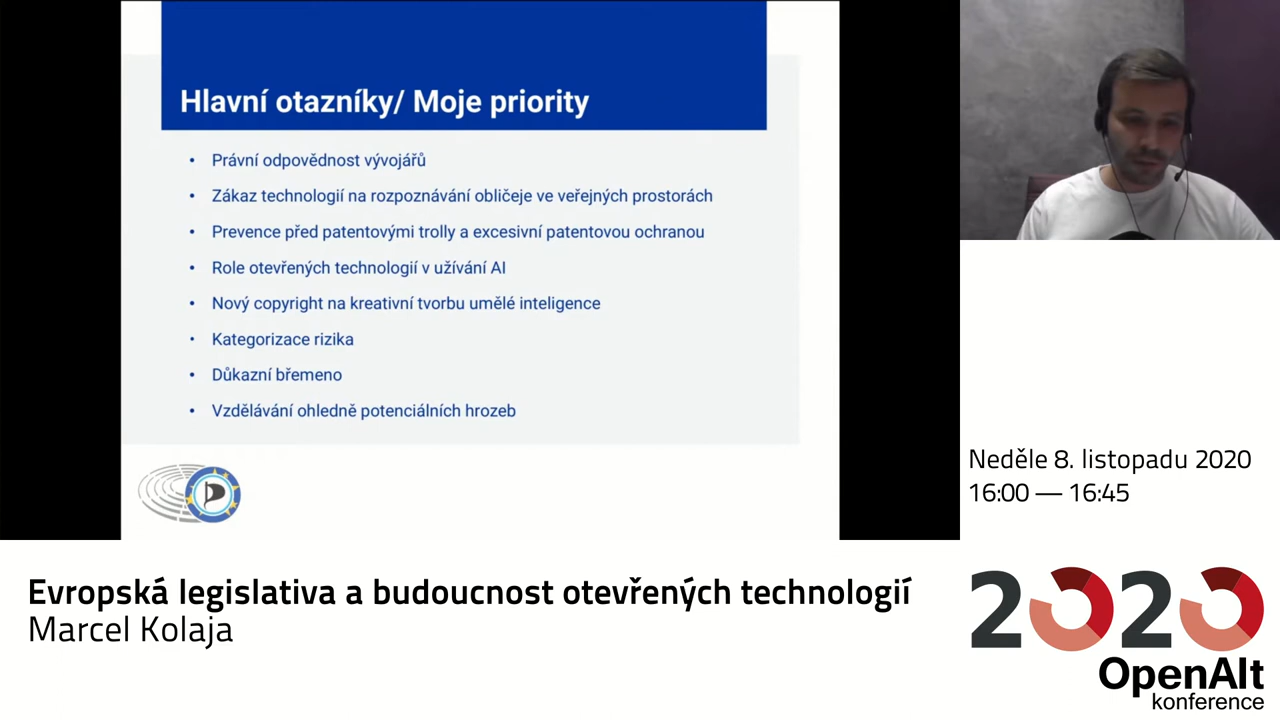 Hlavní otazníky/ Moje priority
• Právní odpovědnost vývojářů
• Zákaz technologií na rozpoznávání obličeje ve veřejných prostorách
• Prevence před patentovými trolly a excesivní patentovou ochranou
• Role otevřených technologií v užívání AI
• Nový copyright na kreativní tvorbu umělé inteligence
• Kategorizace rizika
• Důkazní břemeno
• Vzdělávání ohledně potenciálních hrozeb
Neděle 8. listopadu 2020
16:00 — 16:45
Evropská legislativa a budoucnost otevřených technologií
Marcel Kolaja
2020
OpenAlt
konference